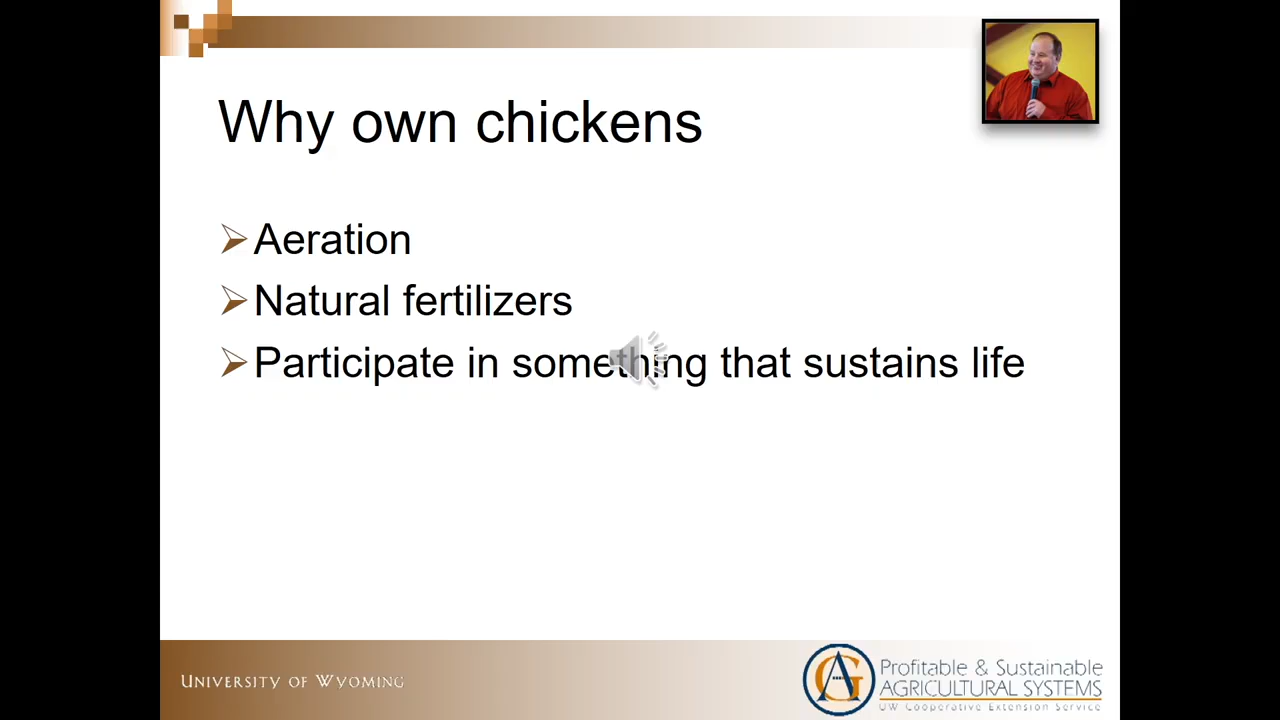 Why own chickens
Aeration
Natural fertilizers
Participate in something that sustains life
UNIVERSITY OF WYOMING
AG
Profitable & Sustainable
AGRICULTURAL SYSTEMS
UW Cooperative Extension Service